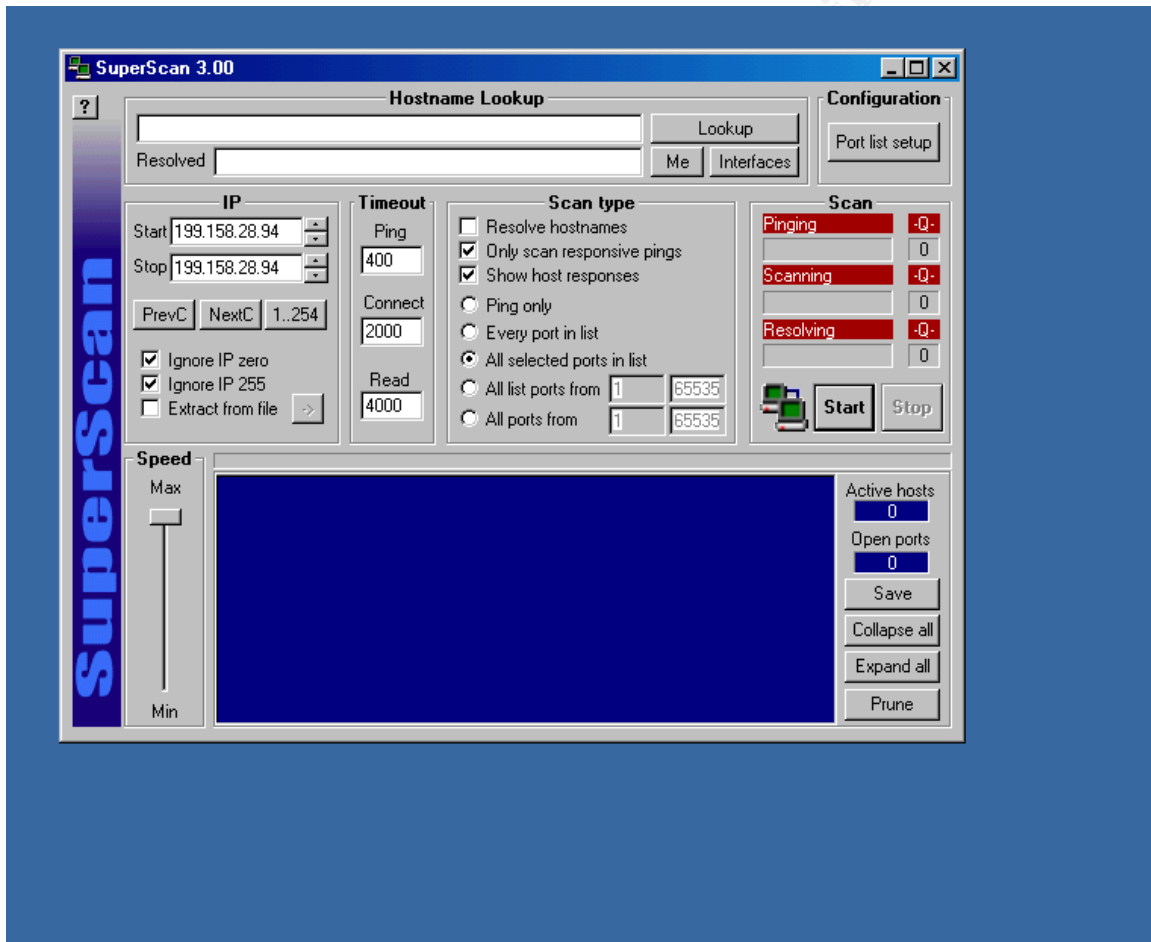 SuperScan 3.00
?
Hostname Lookup
Lookup
Resolved
Me
Interfaces
Configuration
Port list setup
IP
Start 199.158.28.94
Stop 199.158.28.94
PrevC NextC 1..254
Ignore IP zero
Ignore IP 255
Extract from file ->
Timeout
Ping
400
Connect
2000
Read
4000
Scan type
Resolve hostnames
Only scan responsive pings
Show host responses
Ping only
Every port in list
All selected ports in list
All list ports from 1 65535
All ports from 1 65535
Scan
Pinging -Q-
0
Scanning -Q-
0
Resolving -Q-
0
Start Stop
SuperScan
Speed
Max
Min
Active hosts
0
Open ports
0
Save
Collapse all
Expand all
Prune